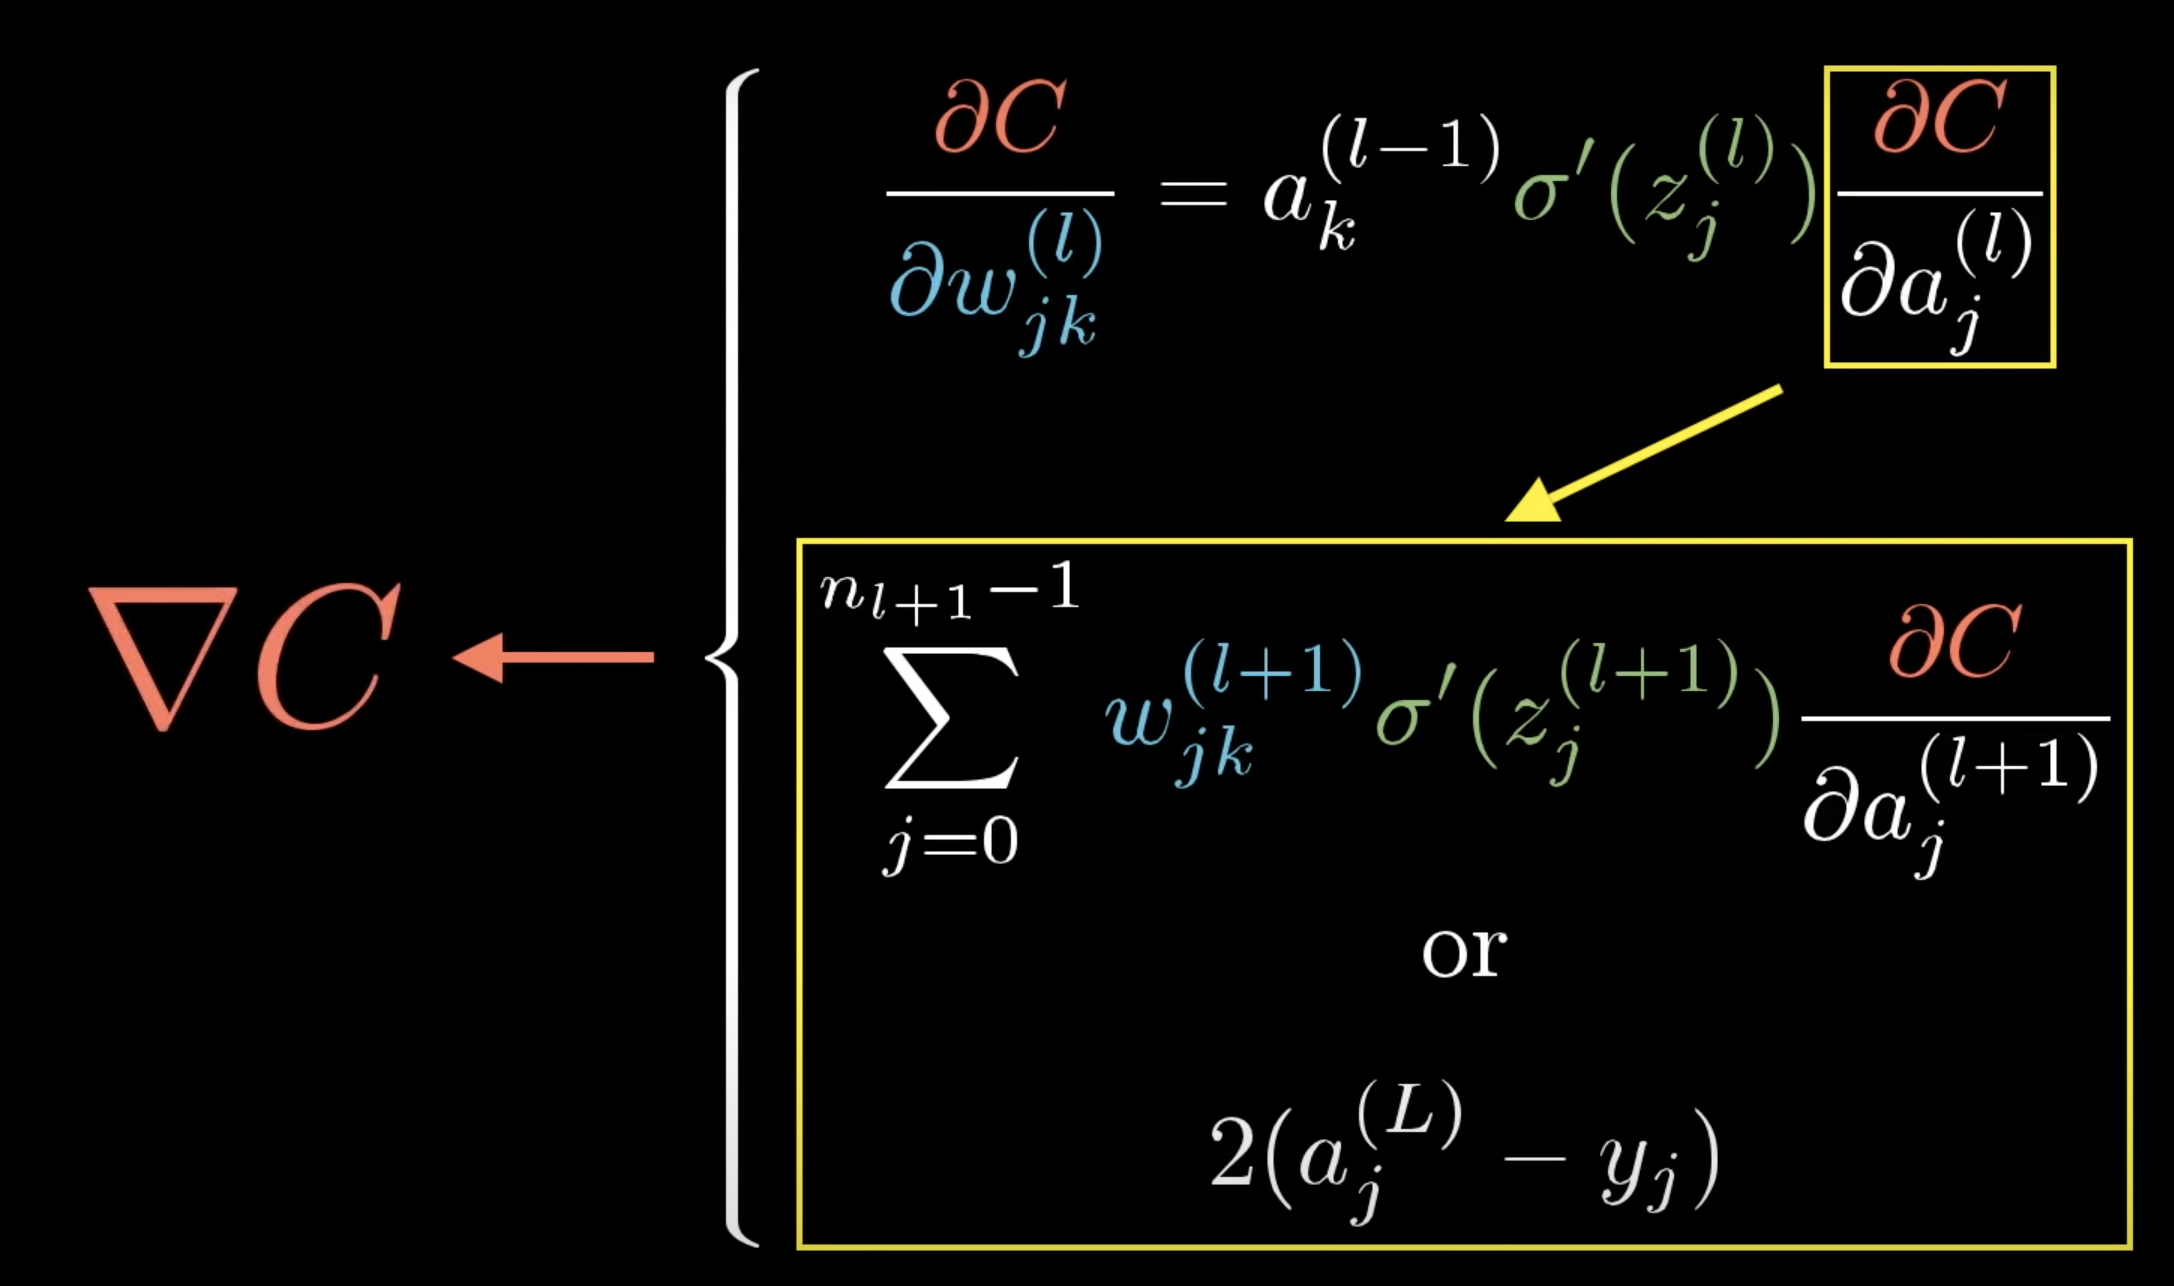 ∂C/∂w_{jk}^{(l)} = a_k^{(l−1)} σ′(z_j^{(l)}) ∂C/∂a_j^{(l)}
∇C ← {
∑_{j=0}^{n_{l+1}−1} w_{jk}^{(l+1)} σ′(z_j^{(l+1)}) ∂C/∂a_j^{(l+1)}
or
2(a_j^{(L)} − y_j)